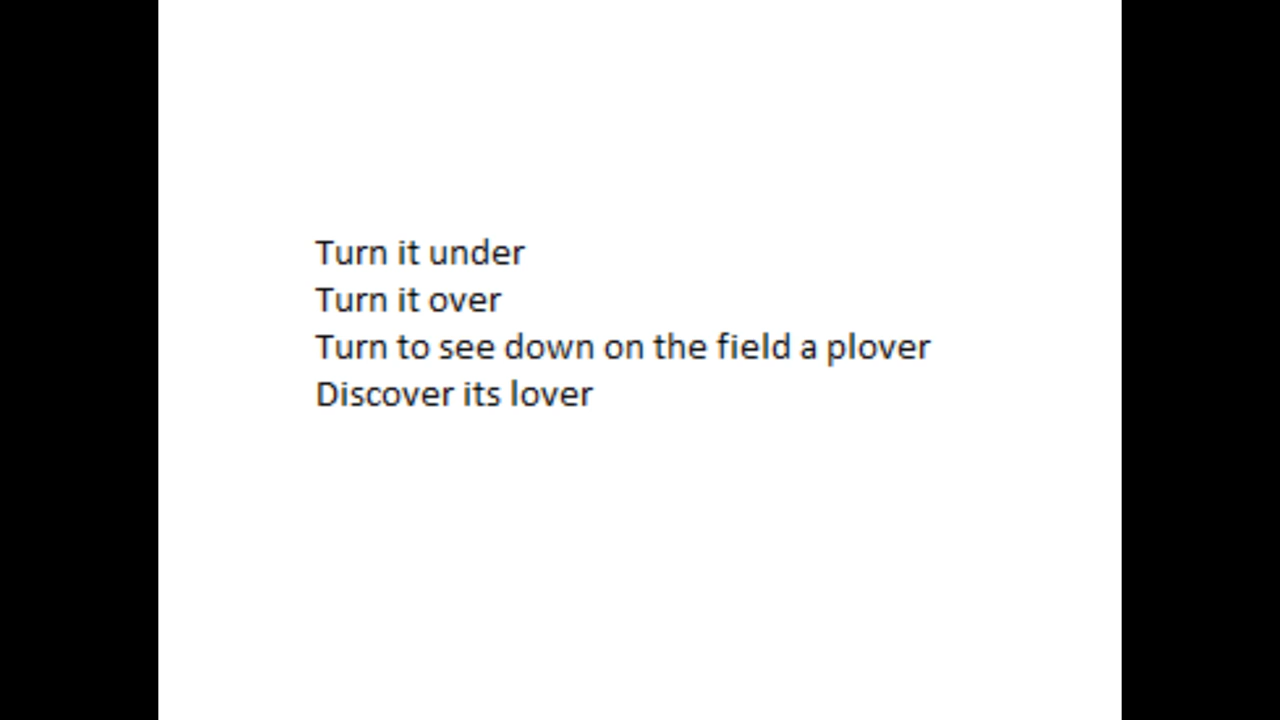 Turn it under
Turn it over
Turn to see down on the field a plover
Discover its lover